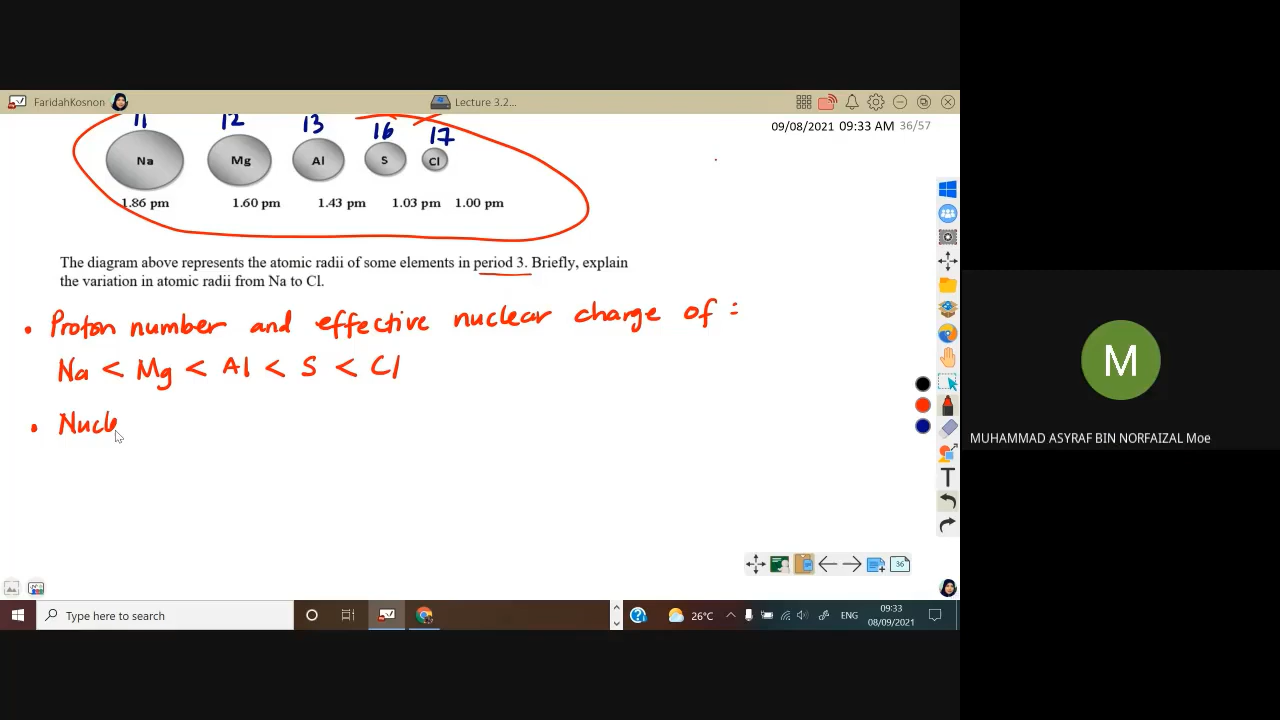 FaridahKosnon
Lecture 3.2...
09/08/2021 09:33 AM 36/57
11 12 13 16 17
Na Mg Al S Cl
1.86 pm 1.60 pm 1.43 pm 1.03 pm 1.00 pm
The diagram above represents the atomic radii of some elements in period 3. Briefly, explain
the variation in atomic radii from Na to Cl.
• Proton number and effective nuclear charge of :
Na < Mg < Al < S < Cl
• Nucle
M
MUHAMMAD ASYRAF BIN NORFAIZAL Moe
T
36
Type here to search
26°C
ENG
09:33
08/09/2021